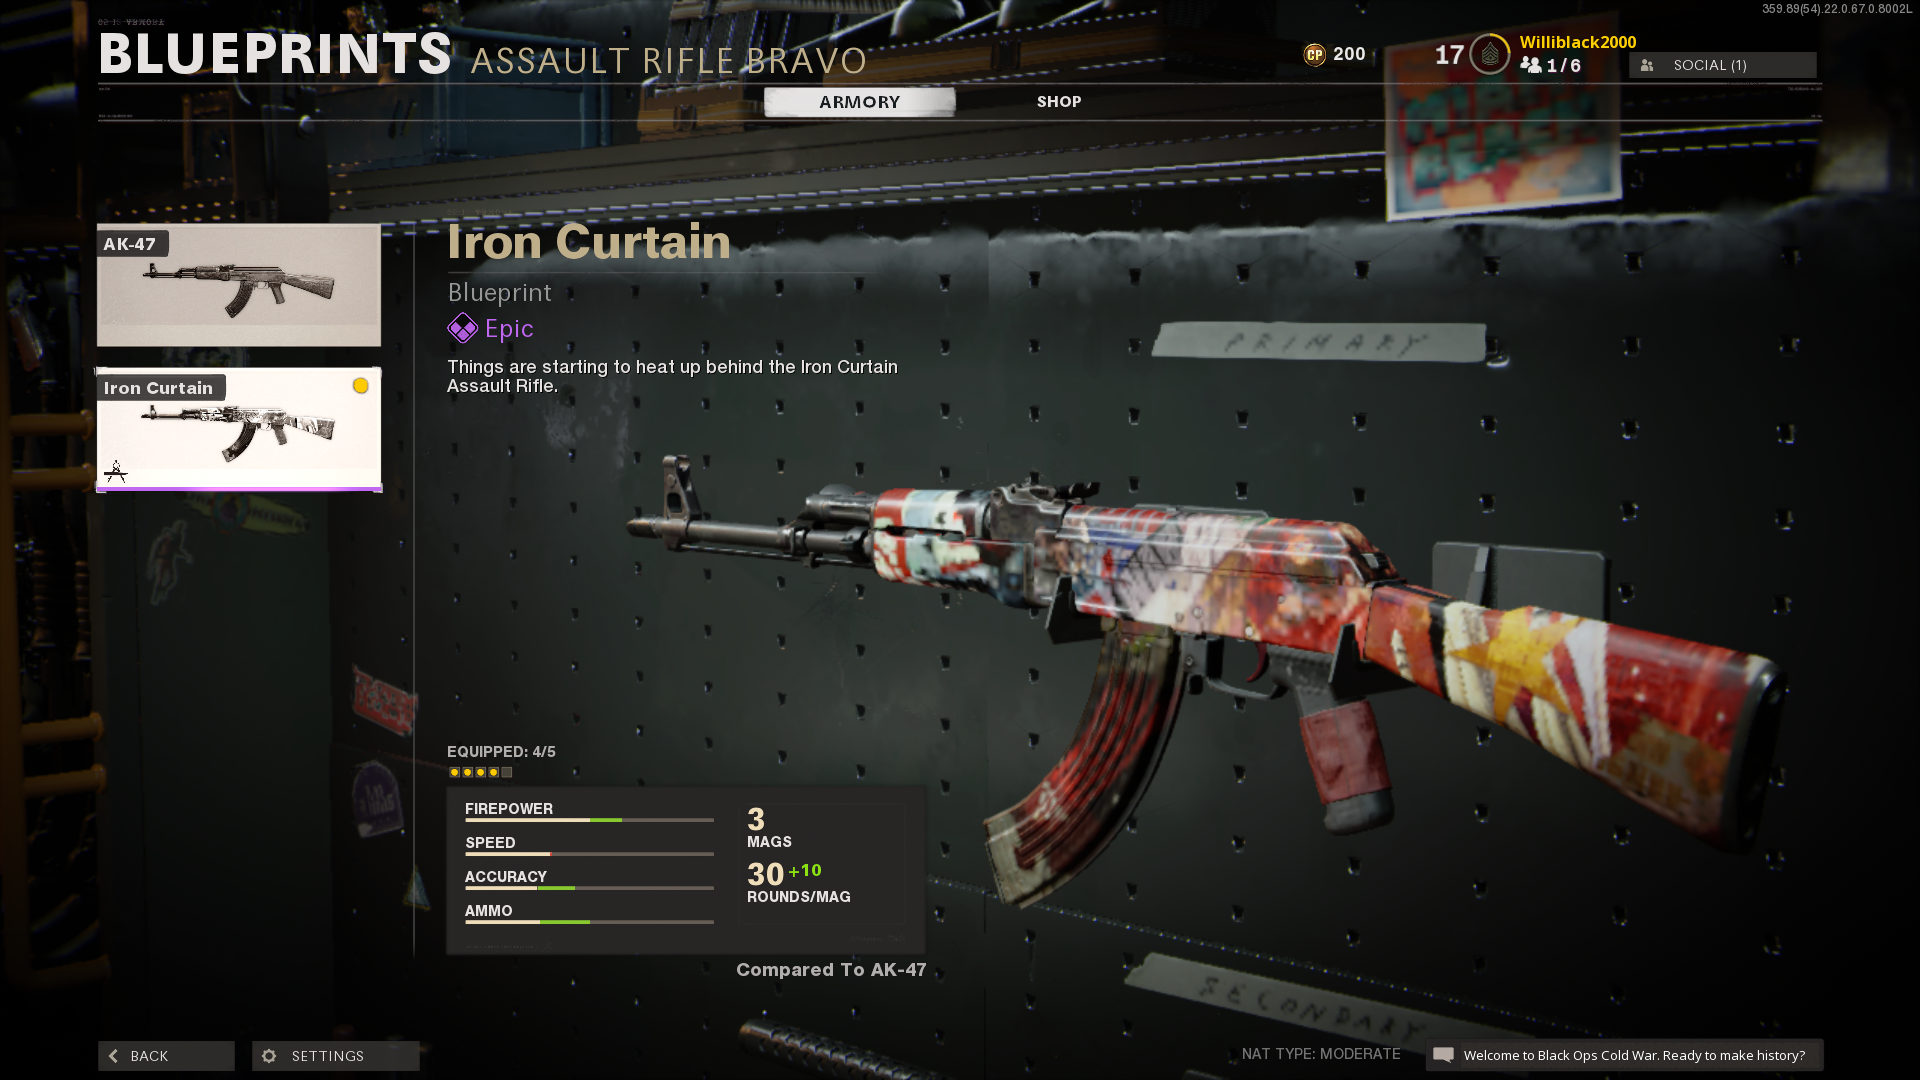 359.89(54).22.0.67.0.8002L
BLUEPRINTS ASSAULT RIFLE BRAVO
CP 200
17
Williblack2000
1/6
SOCIAL (1)
ARMORY
SHOP
AK-47
Iron Curtain
Iron Curtain
Blueprint
Epic
Things are starting to heat up behind the Iron Curtain
Assault Rifle.
PRIMARY
EQUIPPED: 4/5
FIREPOWER
SPEED
ACCURACY
AMMO
3
MAGS
30 +10
ROUNDS/MAG
Compared To AK-47
SECONDARY
BACK
SETTINGS
NAT TYPE: MODERATE
Welcome to Black Ops Cold War. Ready to make history?